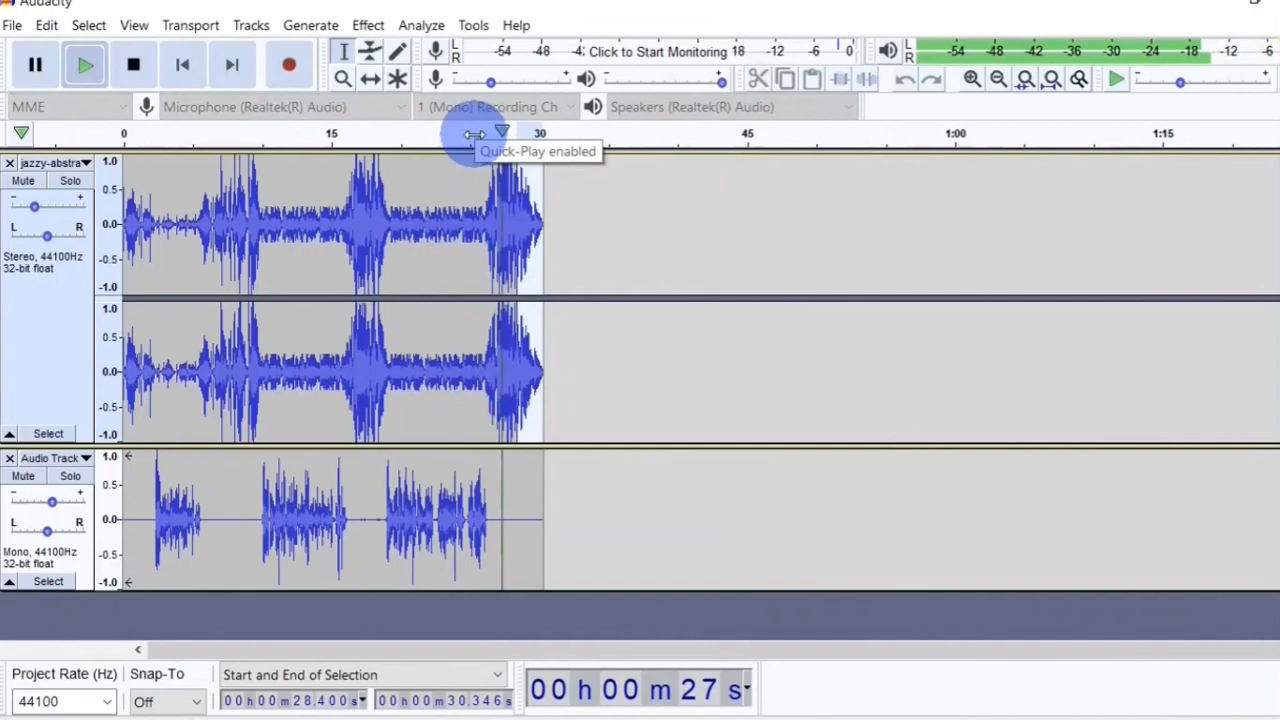 Audacity
File Edit Select View Transport Tracks Generate Effect Analyze Tools Help
L R -54 -48 -4: Click to Start Monitoring 18 -12 -6 0 L R -54 -48 -42 -36 -30 -24 -18 -12 -6
- + - + - +
MME Microphone (Realtek(R) Audio) 1 (Mono) Recording Ch Speakers (Realtek(R) Audio)
0 15 30 45 1:00 1:15
Quick-Play enabled
jazzy-abstra 1.0
Mute Solo
- + 0.5
L R 0.0
Stereo, 44100Hz
32-bit float -0.5
-1.0
1.0
0.5
0.0
-0.5
Select -1.0
Audio Track 1.0
Mute Solo 0.5
- +
L R 0.0
Mono, 44100Hz
32-bit float -0.5
Select -1.0
Project Rate (Hz) Snap-To Start and End of Selection
44100 Off 00 h 00 m 28.400 s 00 h 00 m 30.346 s 00 h 00 m 27 s